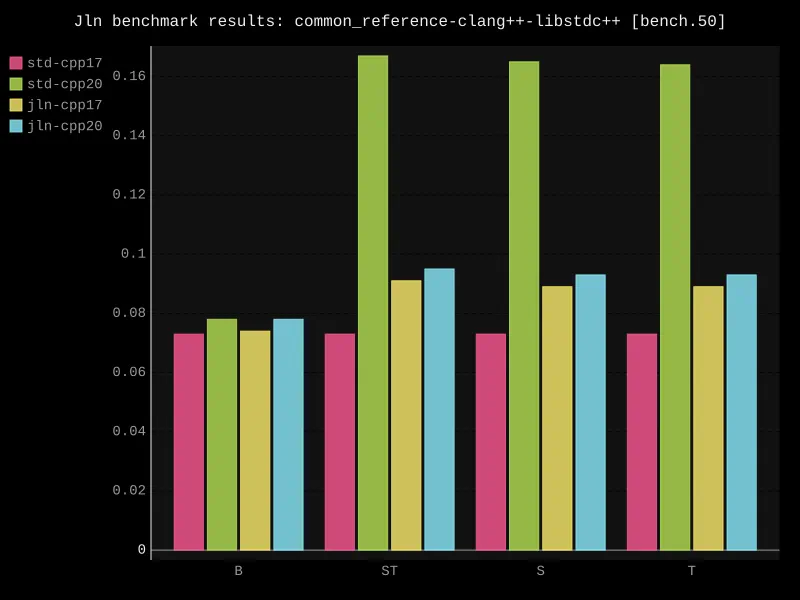 Jln benchmark results: common_reference-clang++-libstdc++ [bench.50]
std-cpp17
std-cpp20
jln-cpp17
jln-cpp20
0.16
0.14
0.12
0.1
0.08
0.06
0.04
0.02
0
B ST S T